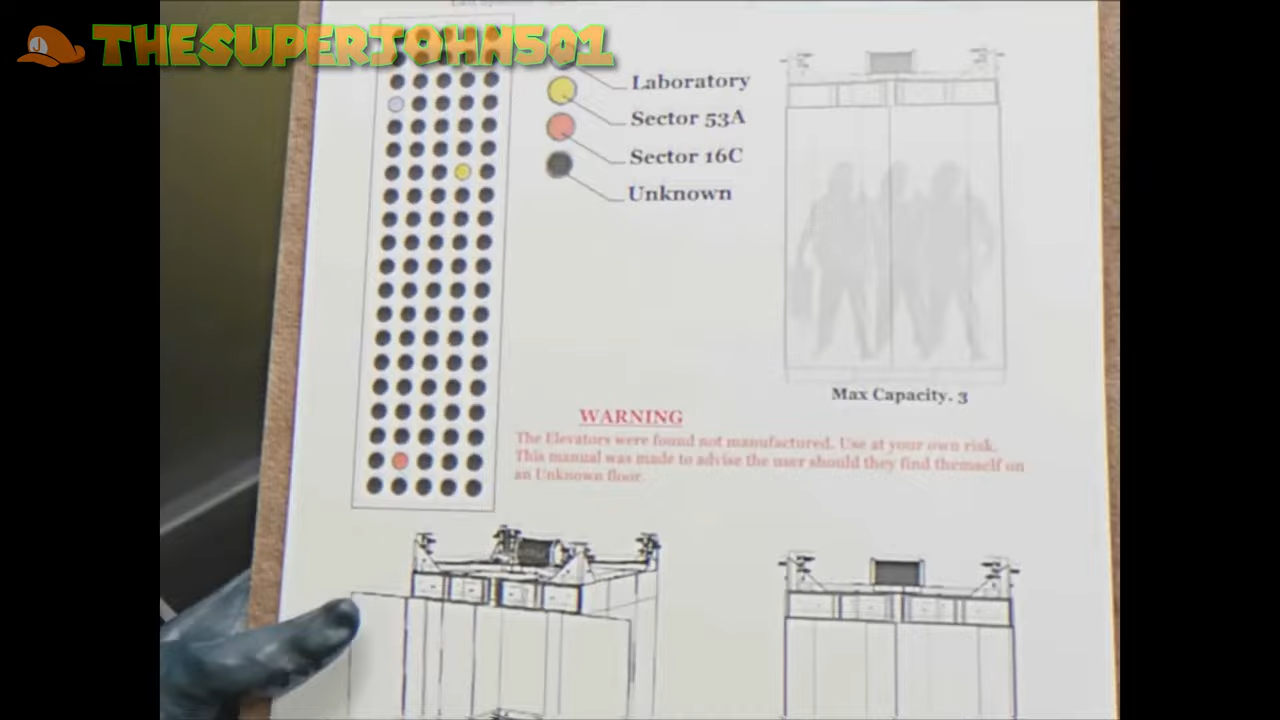 THESUPERJOHN501
Laboratory
Sector 53A
Sector 16C
Unknown
Max Capacity. 3
WARNING
The Elevators were found not manufactured. Use at your own risk.
This manual was made to advise the user should they find themself on
an Unknown floor.